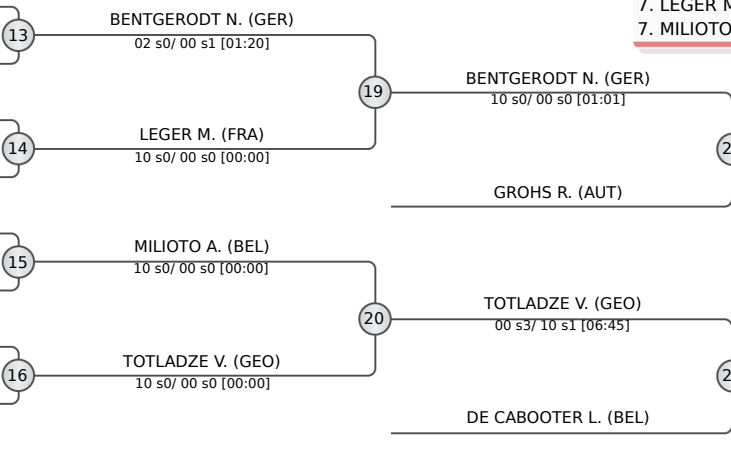 7. LEGER M
7. MILIOTO
13
BENTGERODT N. (GER)
02 s0/ 00 s1 [01:20]
19
BENTGERODT N. (GER)
10 s0/ 00 s0 [01:01]
14
LEGER M. (FRA)
10 s0/ 00 s0 [00:00]
2
GROHS R. (AUT)
15
MILIOTO A. (BEL)
10 s0/ 00 s0 [00:00]
20
TOTLADZE V. (GEO)
00 s3/ 10 s1 [06:45]
16
TOTLADZE V. (GEO)
10 s0/ 00 s0 [00:00]
2
DE CABOOTER L. (BEL)